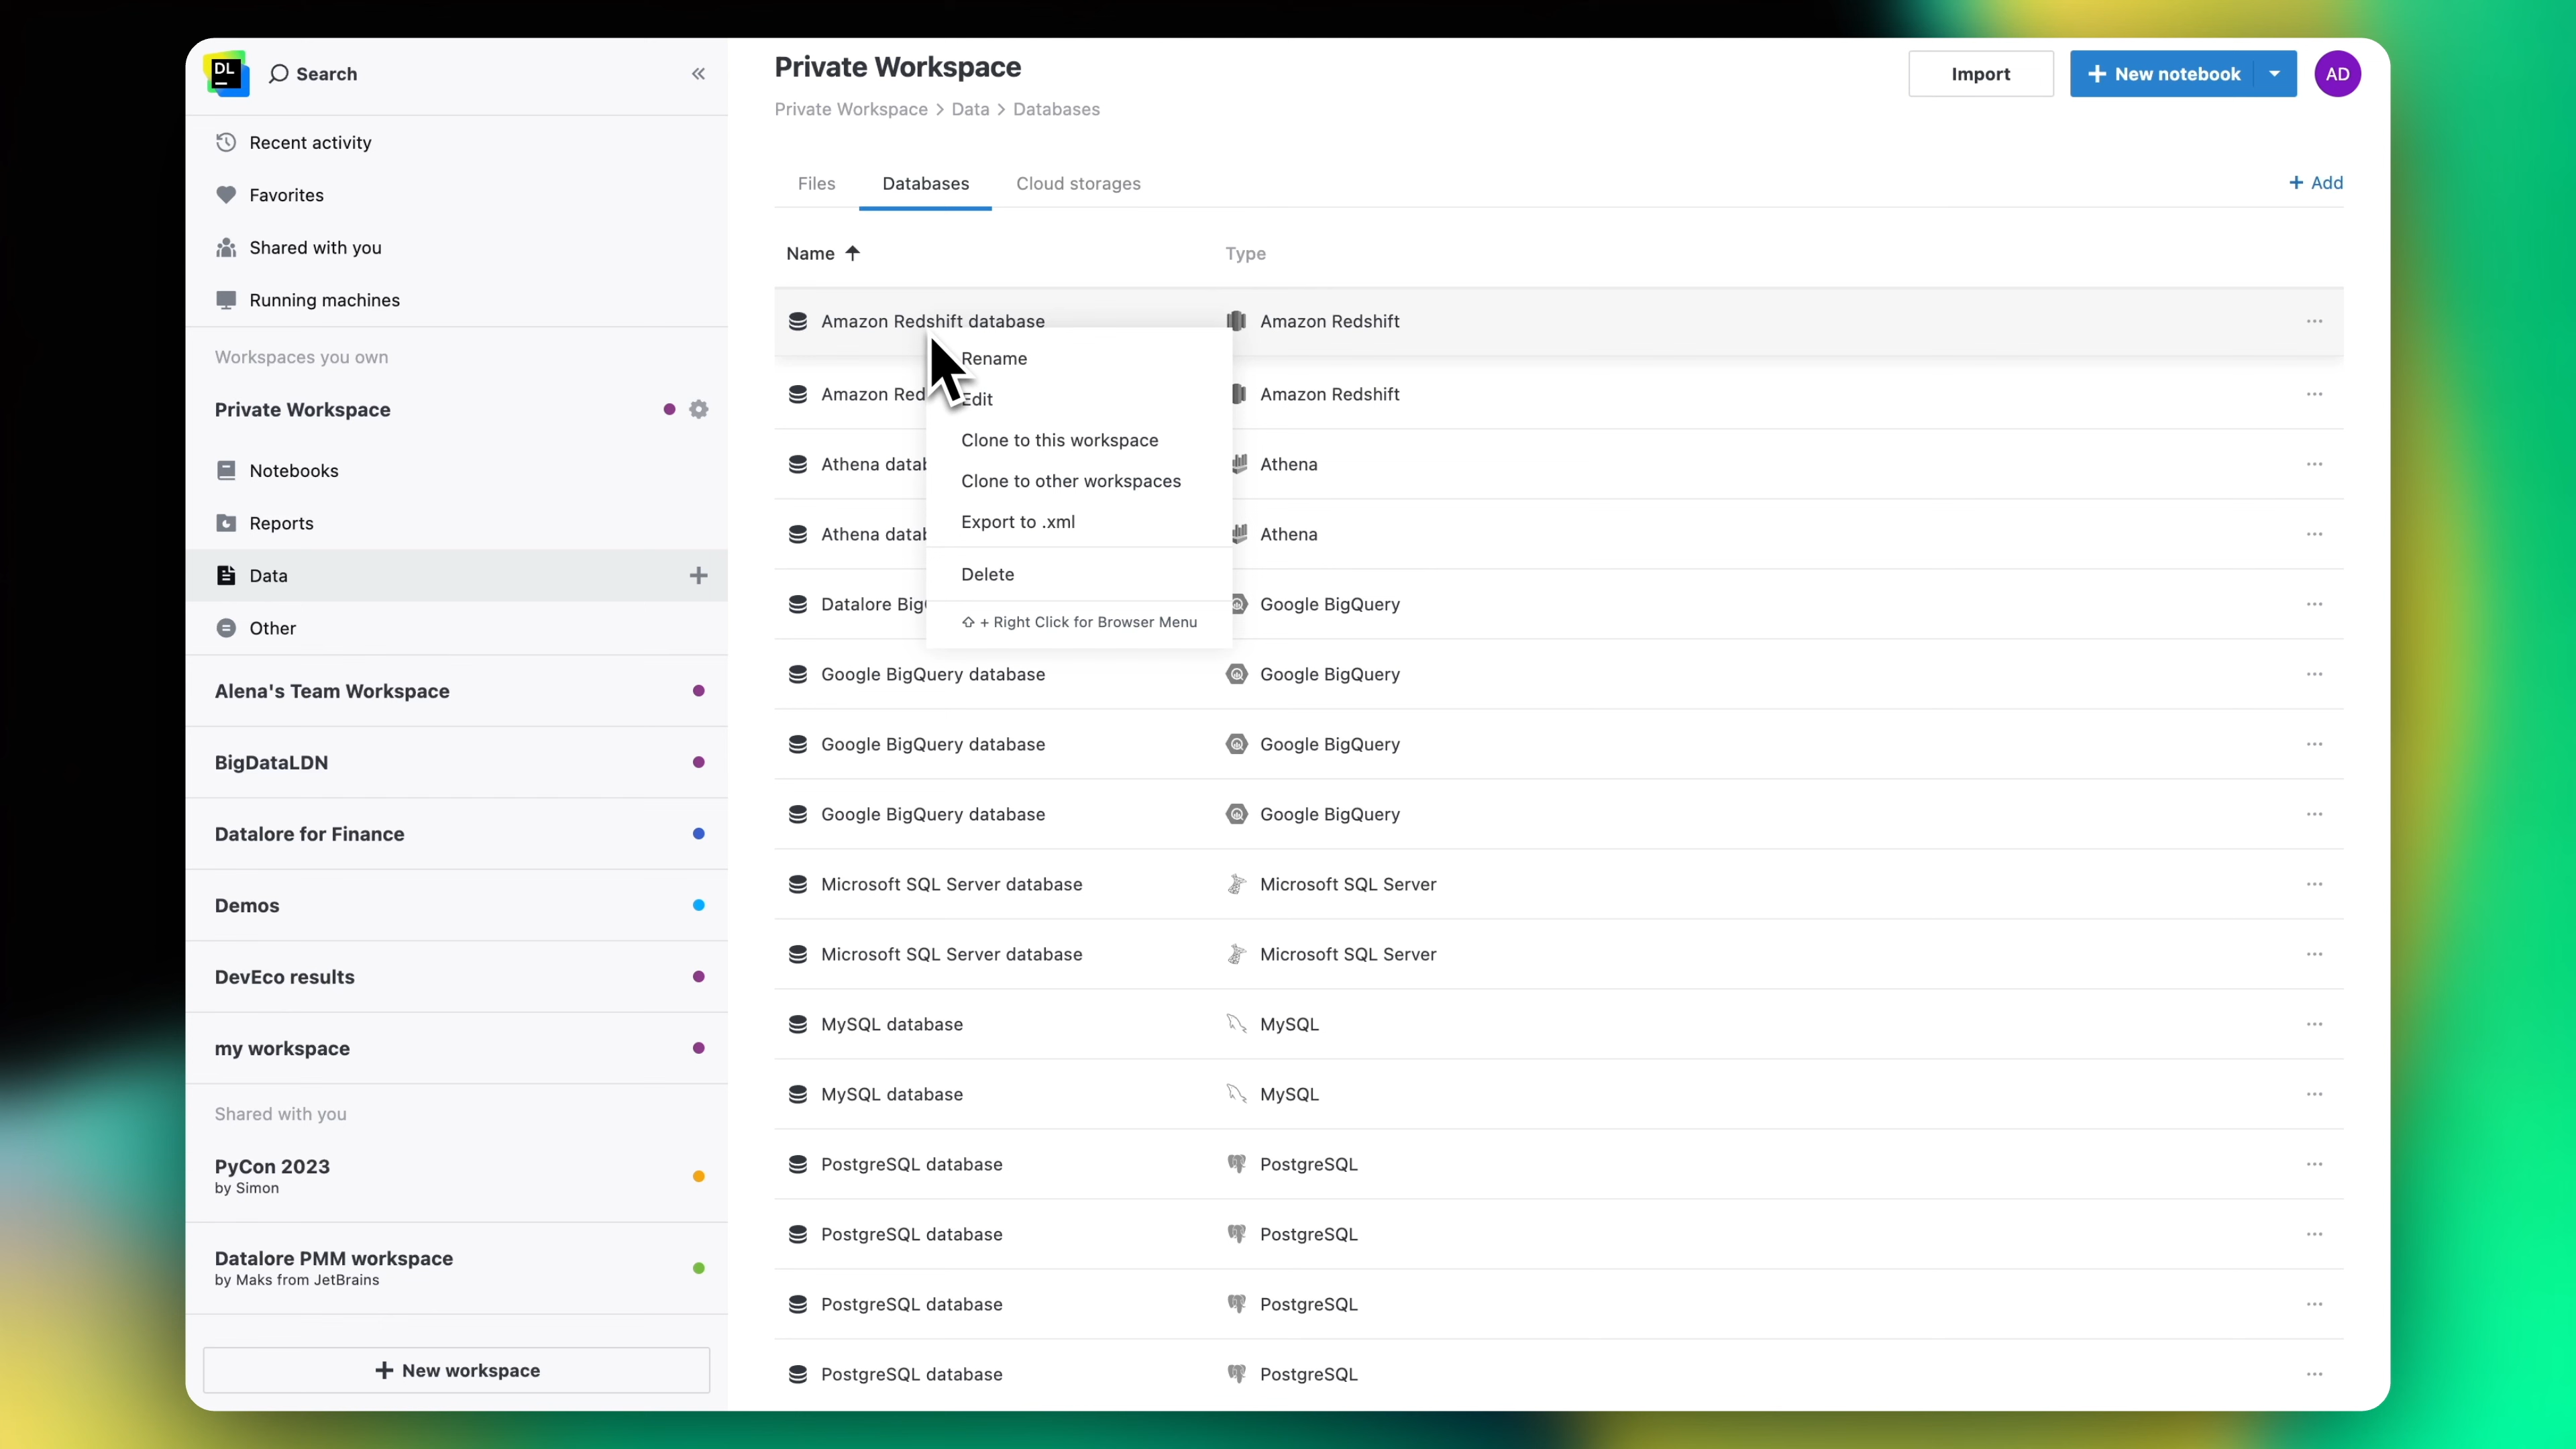 DL
Search
Recent activity
Favorites
Shared with you
Running machines
Workspaces you own
Private Workspace
Notebooks
Reports
Data
Other
Alena's Team Workspace
BigDataLDN
Datalore for Finance
Demos
DevEco results
my workspace
Shared with you
PyCon 2023
by Simon
Datalore PMM workspace
by Maks from JetBrains
+ New workspace
Private Workspace
Private Workspace > Data > Databases
Import
+ New notebook
AD
Files Databases Cloud storages
+ Add
Name ↑ Type
Amazon Redshift database Amazon Redshift ...
Amazon Red Amazon Redshift ...
Athena datab Athena ...
Athena datab Athena ...
Datalore Big Google BigQuery ...
Rename
Edit
Clone to this workspace
Clone to other workspaces
Export to .xml
Delete
⇧ + Right Click for Browser Menu
Google BigQuery database Google BigQuery ...
Google BigQuery database Google BigQuery ...
Google BigQuery database Google BigQuery ...
Microsoft SQL Server database Microsoft SQL Server ...
Microsoft SQL Server database Microsoft SQL Server ...
MySQL database MySQL ...
MySQL database MySQL ...
PostgreSQL database PostgreSQL ...
PostgreSQL database PostgreSQL ...
PostgreSQL database PostgreSQL ...
PostgreSQL database PostgreSQL ...